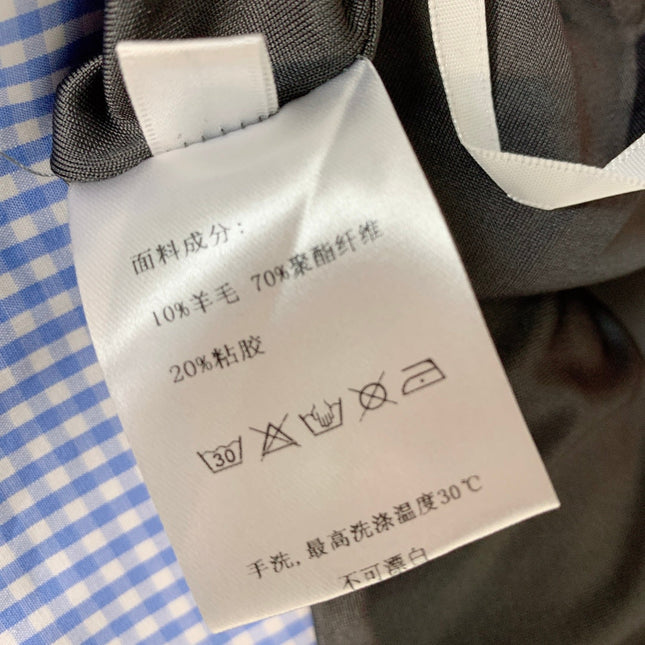 面料成分:
10%羊毛 70%聚酯纤维
20%粘胶
30
手洗,最高洗涤温度30℃
不可漂白